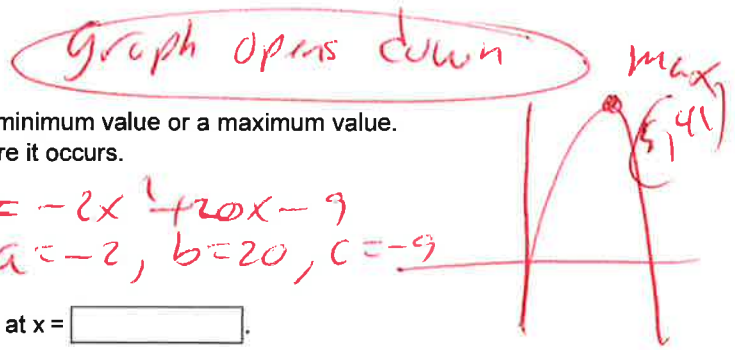 graph opens down
max
(5,41)
minimum value or a maximum value.
re it occurs.
= -2x²+20x-9
a=-2, b=20, c=-9
at x = .